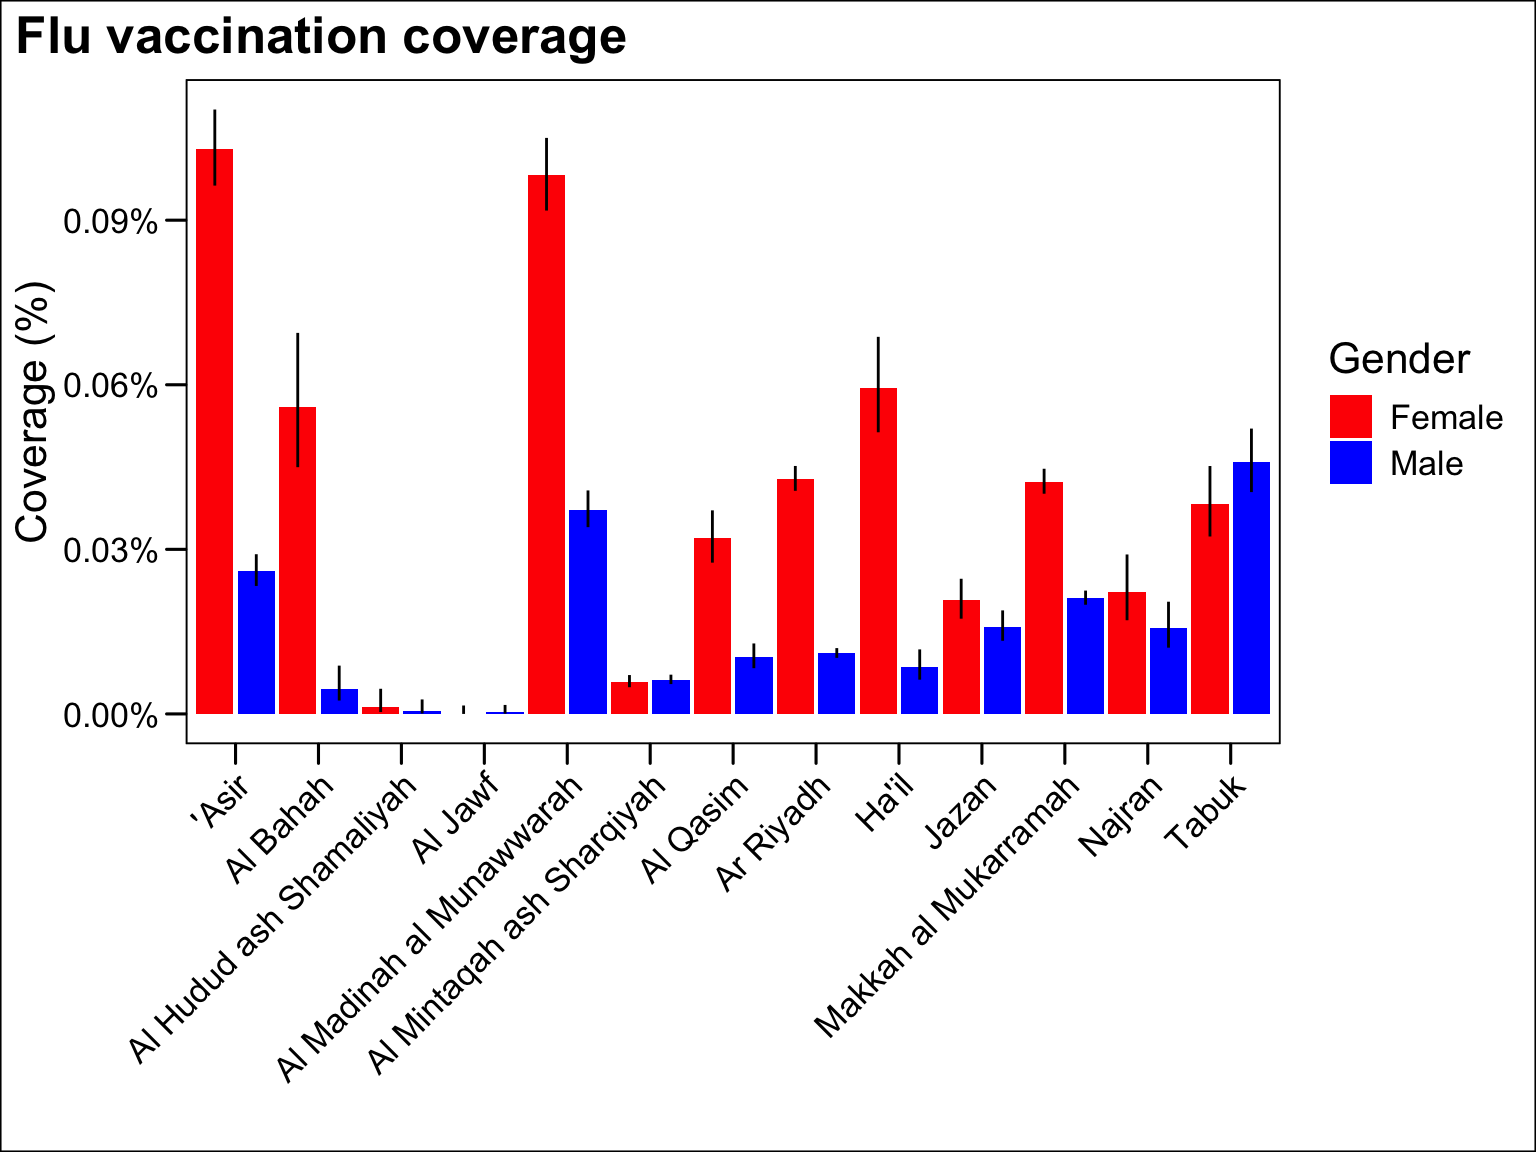 Flu vaccination coverage
Coverage (%)
0.09%
0.06%
0.03%
0.00%
'Asir
Al Bahah
Al Hudud ash Shamaliyah
Al Jawf
Al Madinah al Munawwarah
Al Mintaqah ash Sharqiyah
Al Qasim
Ar Riyadh
Ha'il
Jazan
Makkah al Mukarramah
Najran
Tabuk
Gender
Female
Male